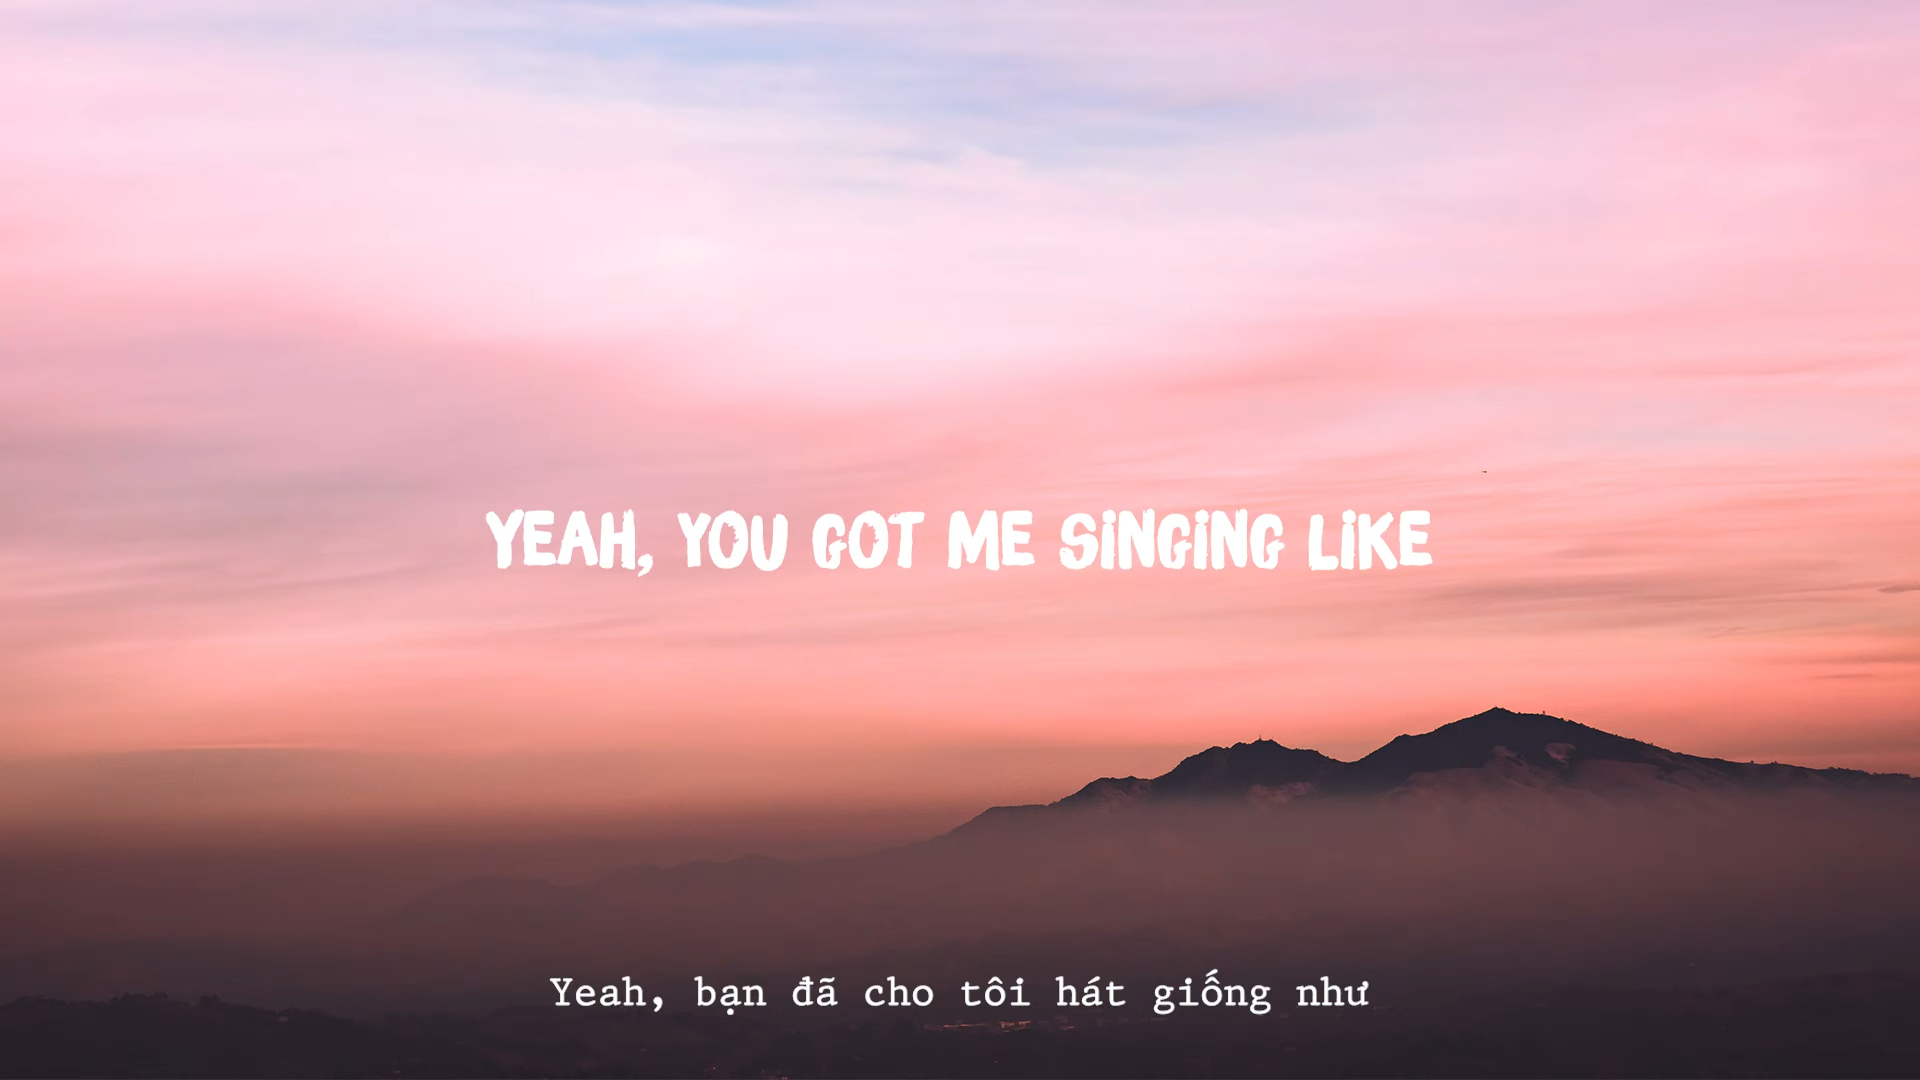 YEAH, YOU GOT ME SINGING LIKE
Yeah, bạn đã cho tôi hát giống như